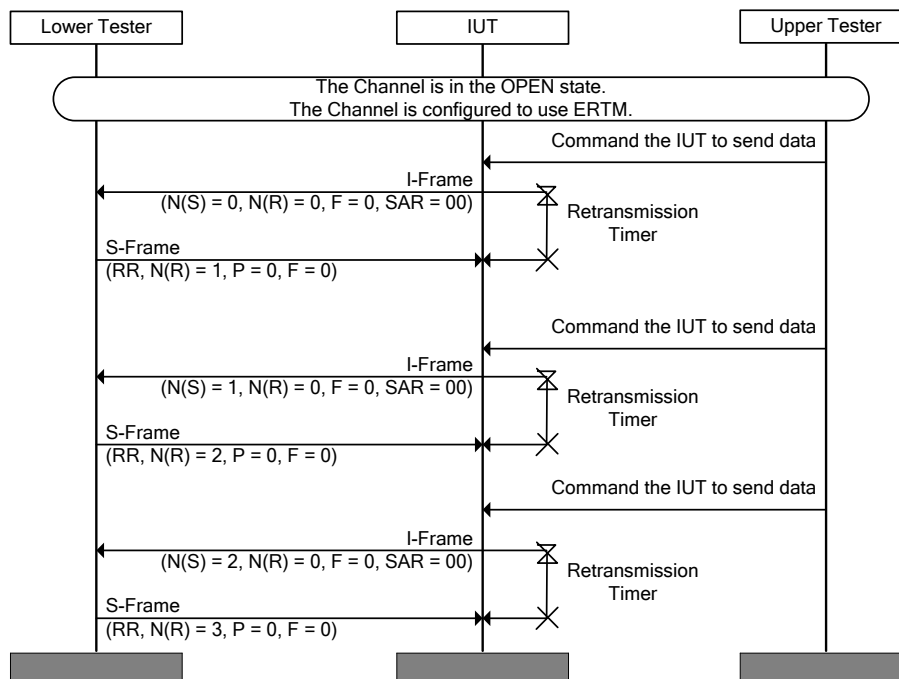 Lower Tester
IUT
Upper Tester
The Channel is in the OPEN state.
The Channel is configured to use ERTM.
Command the IUT to send data
I-Frame
(N(S) = 0, N(R) = 0, F = 0, SAR = 00)
Retransmission
Timer
S-Frame
(RR, N(R) = 1, P = 0, F = 0)
Command the IUT to send data
I-Frame
(N(S) = 1, N(R) = 0, F = 0, SAR = 00)
Retransmission
Timer
S-Frame
(RR, N(R) = 2, P = 0, F = 0)
Command the IUT to send data
I-Frame
(N(S) = 2, N(R) = 0, F = 0, SAR = 00)
Retransmission
Timer
S-Frame
(RR, N(R) = 3, P = 0, F = 0)